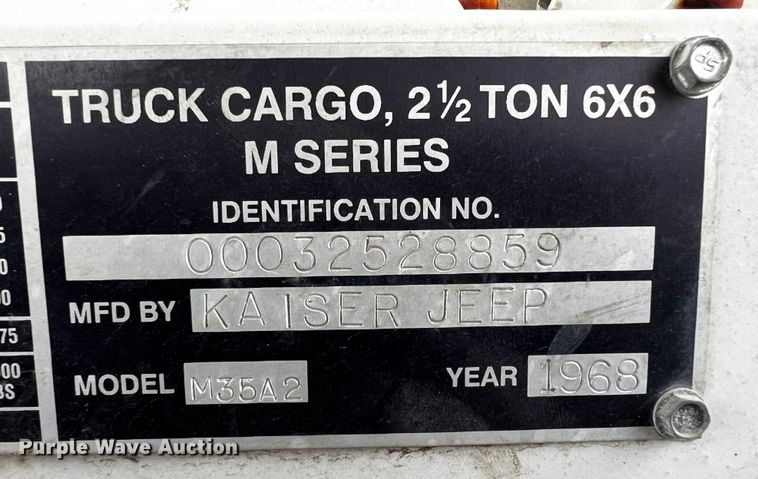 TRUCK CARGO, 2½ TON 6X6
M SERIES
IDENTIFICATION NO.
00032528859
MFD BY KAISER JEEP
MODEL M35A2 YEAR 1968
75
Purple Wave Auction